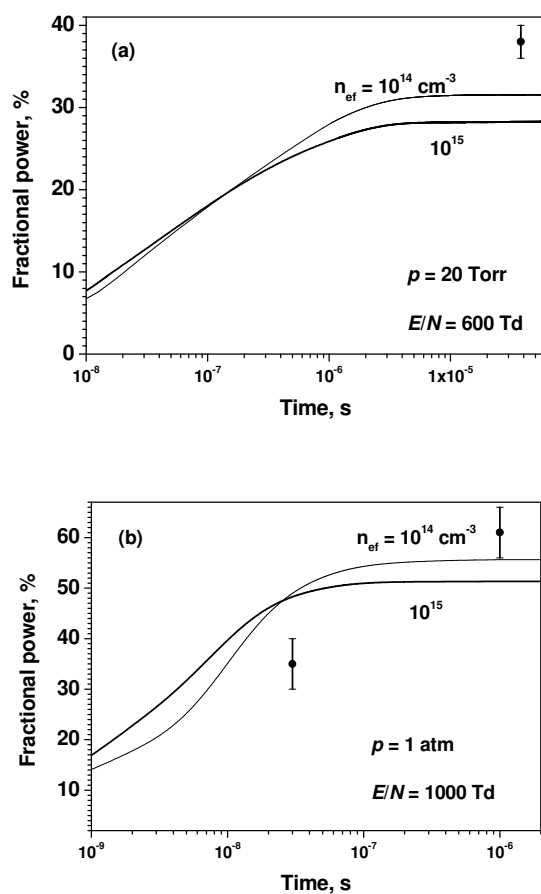 (a)
Fractional power, %
40
30
20
10
0
n_ef = 10^14 cm^-3
10^15
p = 20 Torr
E/N = 600 Td
10^-8
10^-7
10^-6
1x10^-5
Time, s
(b)
Fractional power, %
60
50
40
30
20
10
n_ef = 10^14 cm^-3
10^15
p = 1 atm
E/N = 1000 Td
10^-9
10^-8
10^-7
10^-6
Time, s